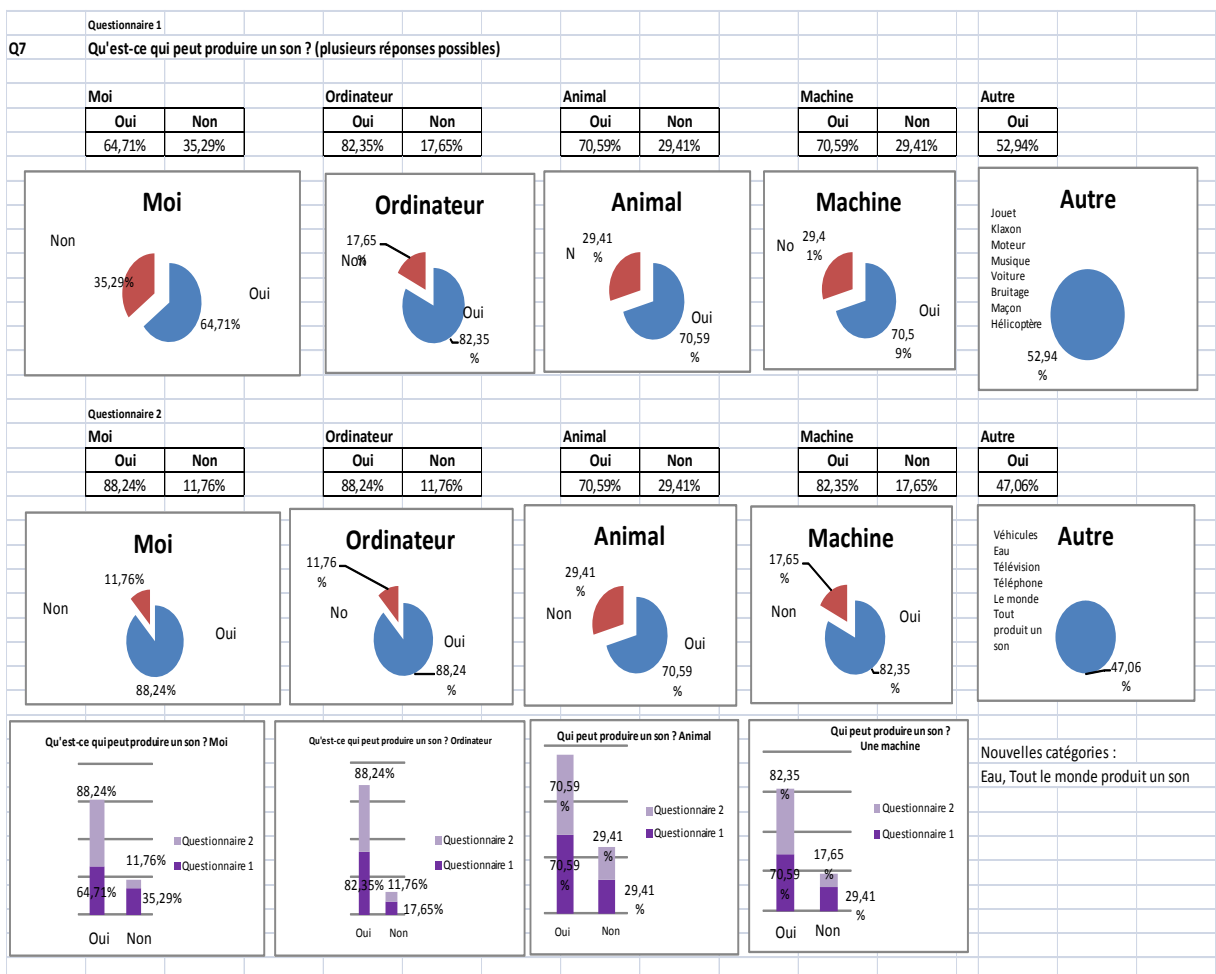 Questionnaire 1
Q7 Qu'est-ce qui peut produire un son ? (plusieurs réponses possibles)
Moi Ordinateur Animal Machine Autre
Oui Non Oui Non Oui Non Oui Non Oui
64,71% 35,29% 82,35% 17,65% 70,59% 29,41% 70,59% 29,41% 52,94%
Moi
Non
35,29%
Oui
64,71%
Ordinateur
17,65
%
Non
Oui
82,35
%
Animal
29,41
%
N
Oui
70,59
%
Machine
29,4
1%
No
Oui
70,5
9%
Autre
Jouet
Klaxon
Moteur
Musique
Voiture
Bruitage
Maçon
Hélicoptère
52,94
%
Questionnaire 2
Moi Ordinateur Animal Machine Autre
Oui Non Oui Non Oui Non Oui Non Oui
88,24% 11,76% 88,24% 11,76% 70,59% 29,41% 82,35% 17,65% 47,06%
Moi
11,76%
Non
Oui
88,24%
Ordinateur
11,76
%
No
Oui
88,24
%
Animal
29,41
%
Non
Oui
70,59
%
Machine
17,65
%
Non
Oui
82,35
%
Autre
Véhicules
Eau
Télévision
Téléphone
Le monde
Tout
produit un
son
47,06
%
Qu'est-ce qui peut produire un son ? Moi
88,24%
11,76%
64,71%
35,29%
Questionnaire 2
Questionnaire 1
Oui Non
Qu'est-ce qui peut produire un son ? Ordinateur
88,24%
82,35% 11,76%
17,65%
Questionnaire 2
Questionnaire 1
Oui Non
Qui peut produire un son ? Animal
70,59
%
29,41
%
70,59
%
29,41
%
Questionnaire 2
Questionnaire 1
Oui Non
Qui peut produire un son ?
Une machine
82,35
%
17,65
%
70,59
%
29,41
%
Questionnaire 2
Questionnaire 1
Oui Non
Nouvelles catégories :
Eau, Tout le monde produit un son